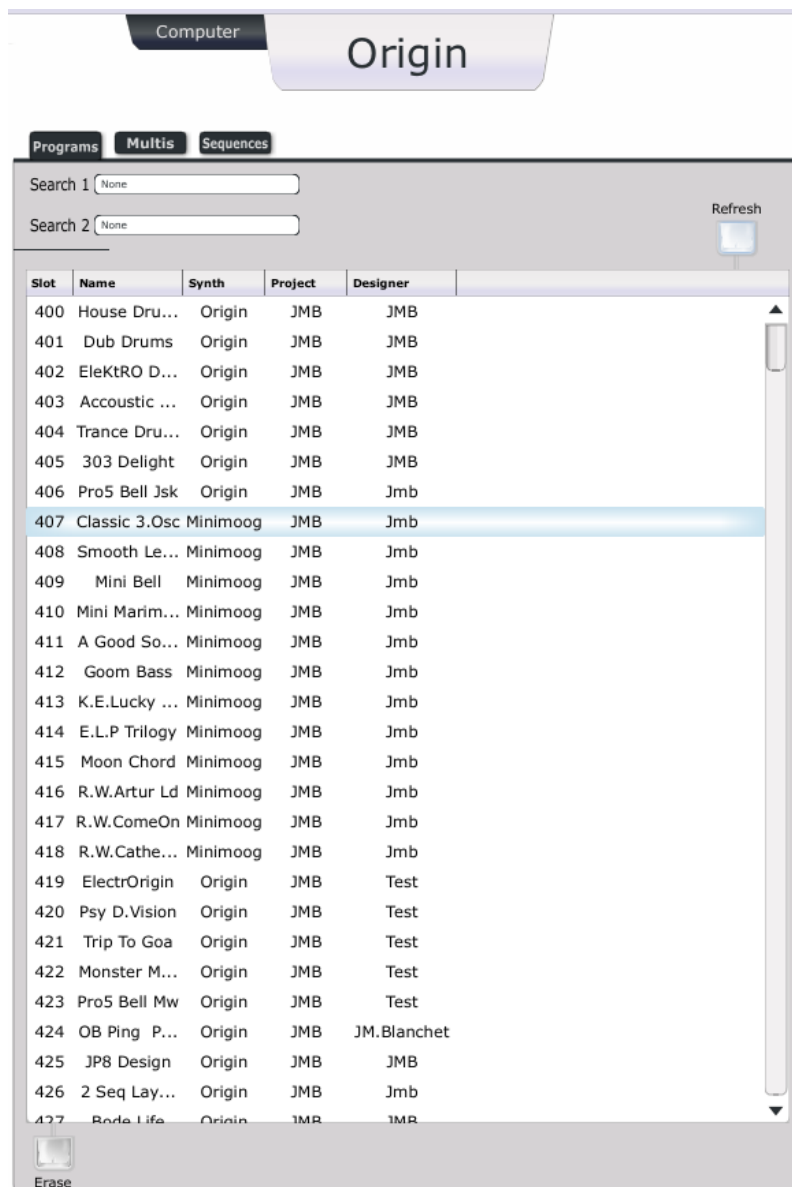 Computer
Origin
Programs Multis Sequences
Search 1 None
Refresh
Search 2 None
Slot Name Synth Project Designer
400 House Dru... Origin JMB JMB
401 Dub Drums Origin JMB JMB
402 EleKtRO D... Origin JMB JMB
403 Accoustic ... Origin JMB JMB
404 Trance Dru... Origin JMB JMB
405 303 Delight Origin JMB JMB
406 Pro5 Bell Jsk Origin JMB Jmb
407 Classic 3.Osc Minimoog JMB Jmb
408 Smooth Le... Minimoog JMB Jmb
409 Mini Bell Minimoog JMB Jmb
410 Mini Marim... Minimoog JMB Jmb
411 A Good So... Minimoog JMB Jmb
412 Goom Bass Minimoog JMB Jmb
413 K.E.Lucky ... Minimoog JMB Jmb
414 E.L.P Trilogy Minimoog JMB Jmb
415 Moon Chord Minimoog JMB Jmb
416 R.W.Artur Ld Minimoog JMB Jmb
417 R.W.ComeOn Minimoog JMB Jmb
418 R.W.Cathe... Minimoog JMB Jmb
419 ElectrOrigin Origin JMB Test
420 Psy D.Vision Origin JMB Test
421 Trip To Goa Origin JMB Test
422 Monster M... Origin JMB Test
423 Pro5 Bell Mw Origin JMB Test
424 OB Ping P... Origin JMB JM.Blanchet
425 JP8 Design Origin JMB JMB
426 2 Seq Lay... Origin JMB Jmb
427 Bode Life Origin JMB JMB
Erase